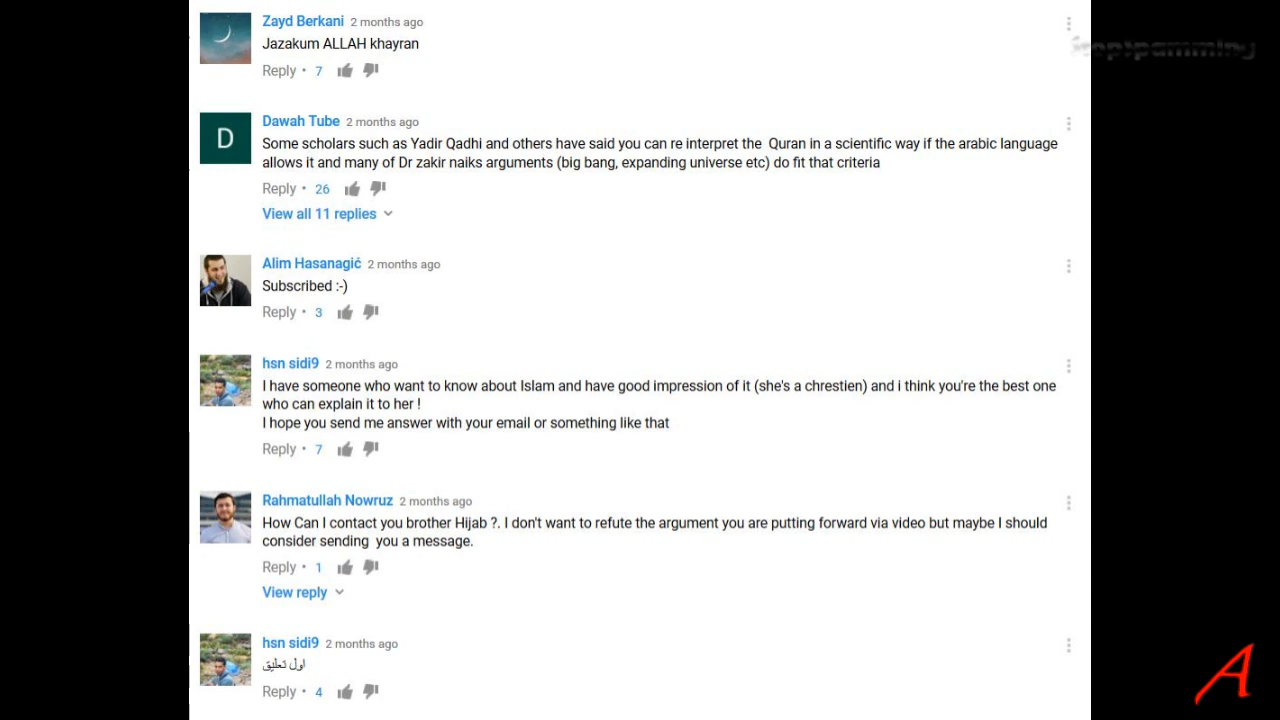 Zayd Berkani 2 months ago
Jazakum ALLAH khayran
Reply • 7
stopspamming
D
Dawah Tube 2 months ago
Some scholars such as Yadir Qadhi and others have said you can re interpret the  Quran in a scientific way if the arabic language
allows it and many of Dr zakir naiks arguments (big bang, expanding universe etc) do fit that criteria
Reply • 26
View all 11 replies
Alim Hasanagić 2 months ago
Subscribed :-)
Reply • 3
hsn sidi9 2 months ago
I have someone who want to know about Islam and have good impression of it (she's a chrestien) and i think you're the best one
who can explain it to her !
I hope you send me answer with your email or something like that
Reply • 7
Rahmatullah Nowruz 2 months ago
How Can I contact you brother Hijab ?. I don't want to refute the argument you are putting forward via video but maybe I should
consider sending  you a message.
Reply • 1
View reply
hsn sidi9 2 months ago
اول تعليق
Reply • 4
A